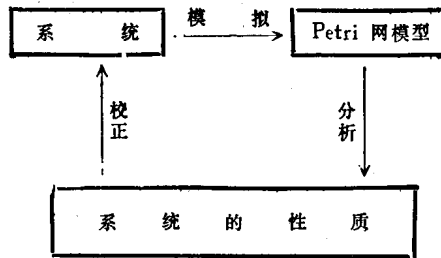 系统
模拟
Petri 网模型
校正
分析
系统的性质